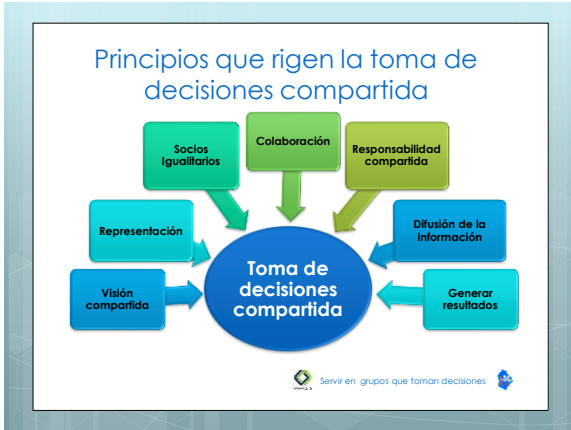 Principios que rigen la toma de
decisiones compartida
Socios
Igualitarios
Colaboración
Responsabilidad
compartida
Representación
Difusión de la
información
Visión
compartida
Toma de
decisiones
compartida
Generar
resultados
Servir en grupos que toman decisiones